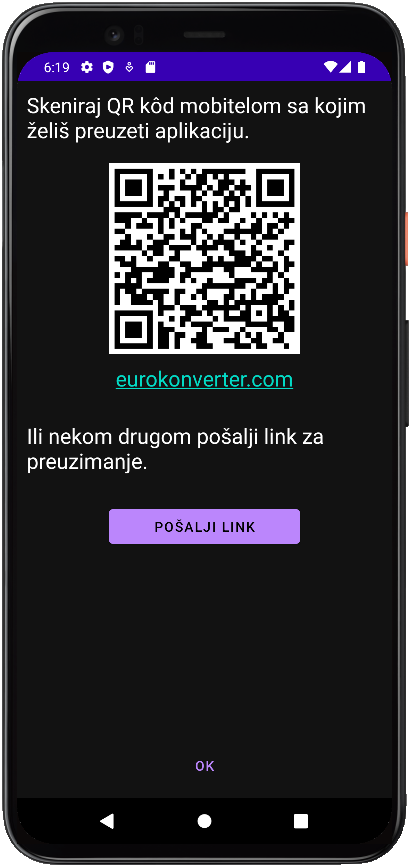 6:19
Skeniraj QR kôd mobitelom sa kojim
želiš preuzeti aplikaciju.
eurokonverter.com
Ili nekom drugom pošalji link za
preuzimanje.
POŠALJI LINK
OK